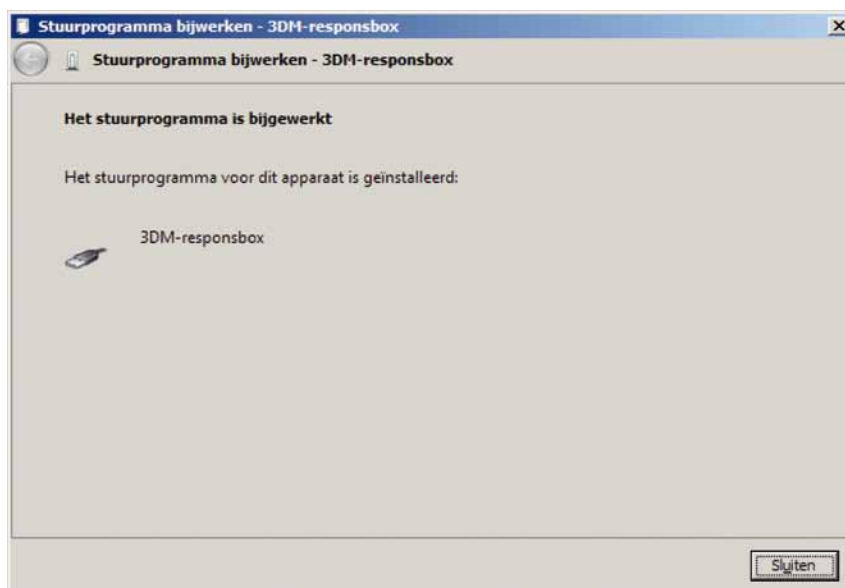 Stuurprogramma bijwerken - 3DM-responsbox
Stuurprogramma bijwerken - 3DM-responsbox
Het stuurprogramma is bijgewerkt
Het stuurprogramma voor dit apparaat is geïnstalleerd:
3DM-responsbox
Sluiten